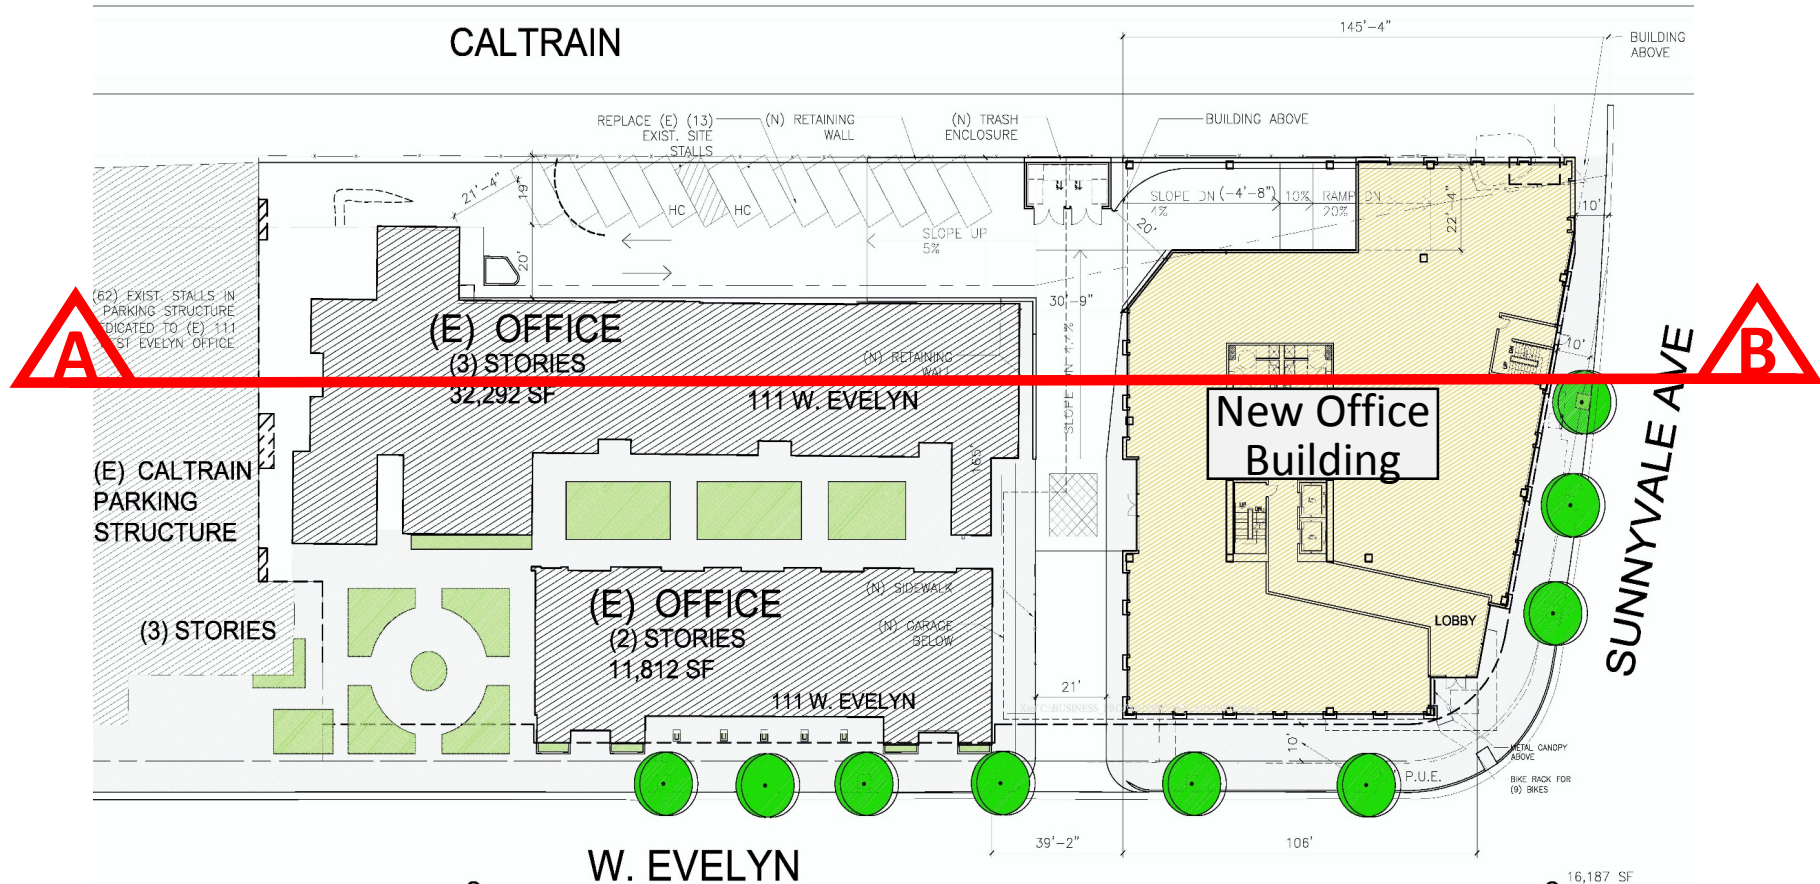 CALTRAIN
145'-4"
BUILDING
ABOVE
REPLACE (E) (13)
EXIST. SITE
STALLS
(N) RETAINING
WALL
(N) TRASH
ENCLOSURE
BUILDING ABOVE
21'-4"
19'
HC
HC
20'
SLOPE UP
5%
SLOPE DN (-4'-8")
4%
10%
RAMP DN
20%
22'-4"
20'
10'
30'-9"
(62) EXIST. STALLS IN
PARKING STRUCTURE
DEDICATED TO (E) 111
WEST EVELYN OFFICE
A
B
(E) OFFICE
(3) STORIES
32,292 SF
(N) RETAINING
WALL
111 W. EVELYN
SLOPE DN
10'
New Office
Building
SUNNYVALE AVE
(E) CALTRAIN
PARKING
STRUCTURE
165'
(3) STORIES
(E) OFFICE
(2) STORIES
11,812 SF
111 W. EVELYN
(N) SIDEWALK
(N) GARAGE
BELOW
LOBBY
21'
10'
METAL CANOPY
ABOVE
P.U.E.
BIKE RACK FOR
(9) BIKES
39'-2"
106'
W. EVELYN
16,187 SF